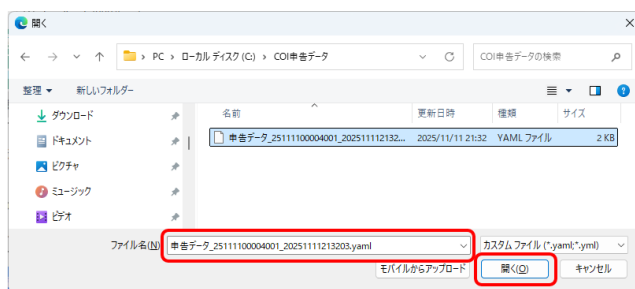 開く
PC › ローカル ディスク (C:) › COI申告データ
COI申告データの検索
整理
新しいフォルダー
名前
更新日時
種類
サイズ
ダウンロード
申告データ_25111100004001_202511112132...
2025/11/11 21:32
YAML ファイル
2 KB
ドキュメント
ピクチャ
ミュージック
ビデオ
ファイル名(N)
申告データ_25111100004001_20251111213203.yaml
カスタム ファイル (*.yaml;*.yml)
モバイルからアップロード
開く(O)
キャンセル